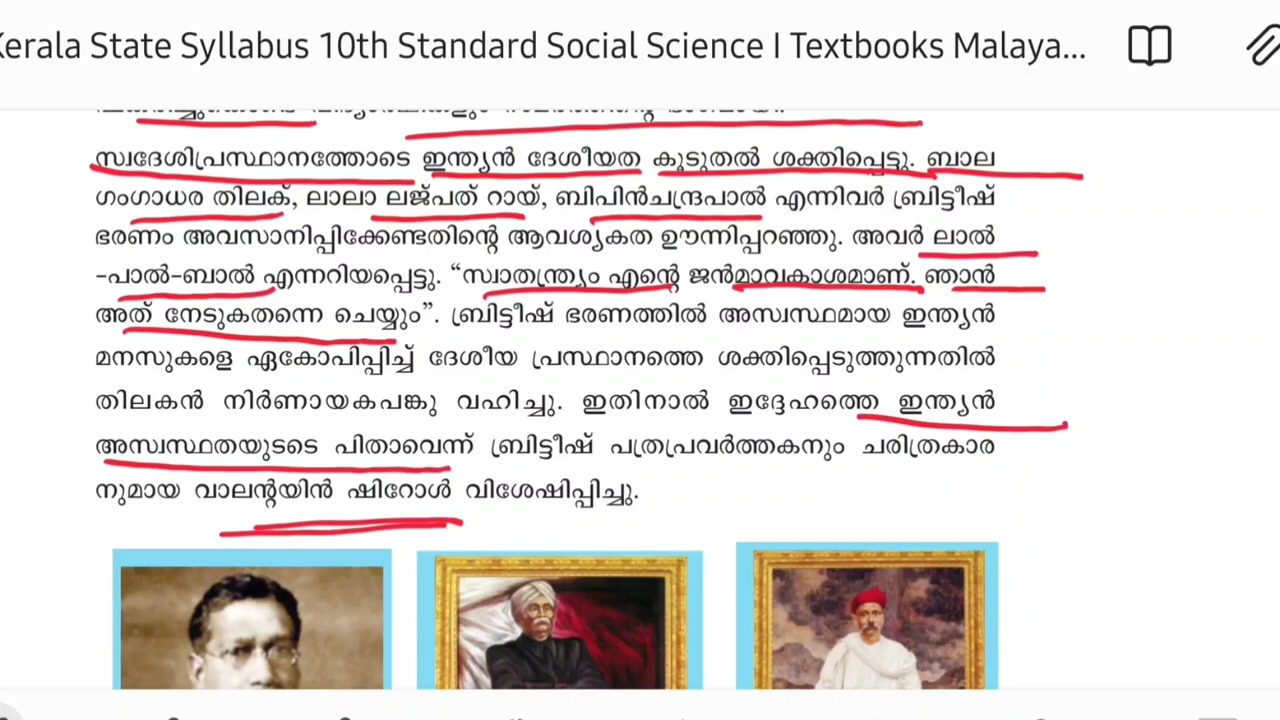 Kerala State Syllabus 10th Standard Social Science I Textbooks Malaya...
സ്വദേശിപ്രസ്ഥാനത്തോടെ ഇന്ത്യൻ ദേശീയത കൂടുതൽ ശക്തിപ്പെട്ടു. ബാല
ഗംഗാധര തിലക്, ലാലാ ലജ്പത് റായ്, ബിപിൻചന്ദ്രപാൽ എന്നിവർ ബ്രിട്ടീഷ്
ഭരണം അവസാനിപ്പിക്കേണ്ടതിന്റെ ആവശ്യകത ഊന്നിപ്പറഞ്ഞു. അവർ ലാൽ
-പാൽ-ബാൽ എന്നറിയപ്പെട്ടു. “സ്വാതന്ത്ര്യം എന്റെ ജൻമാവകാശമാണ്. ഞാൻ
അത് നേടുകതന്നെ ചെയ്യും”. ബ്രിട്ടീഷ് ഭരണത്തിൽ അസ്വസ്ഥമായ ഇന്ത്യൻ
മനസുകളെ ഏകോപിപ്പിച്ച് ദേശീയ പ്രസ്ഥാനത്തെ ശക്തിപ്പെടുത്തുന്നതിൽ
തിലകൻ നിർണായകപങ്കു വഹിച്ചു. ഇതിനാൽ ഇദ്ദേഹത്തെ ഇന്ത്യൻ
അസ്വസ്ഥതയുടടെ പിതാവെന്ന് ബ്രിട്ടീഷ് പത്രപ്രവർത്തകനും ചരിത്രകാര
നുമായ വാലന്റയിൻ ഷിറോൾ വിശേഷിപ്പിച്ചു.